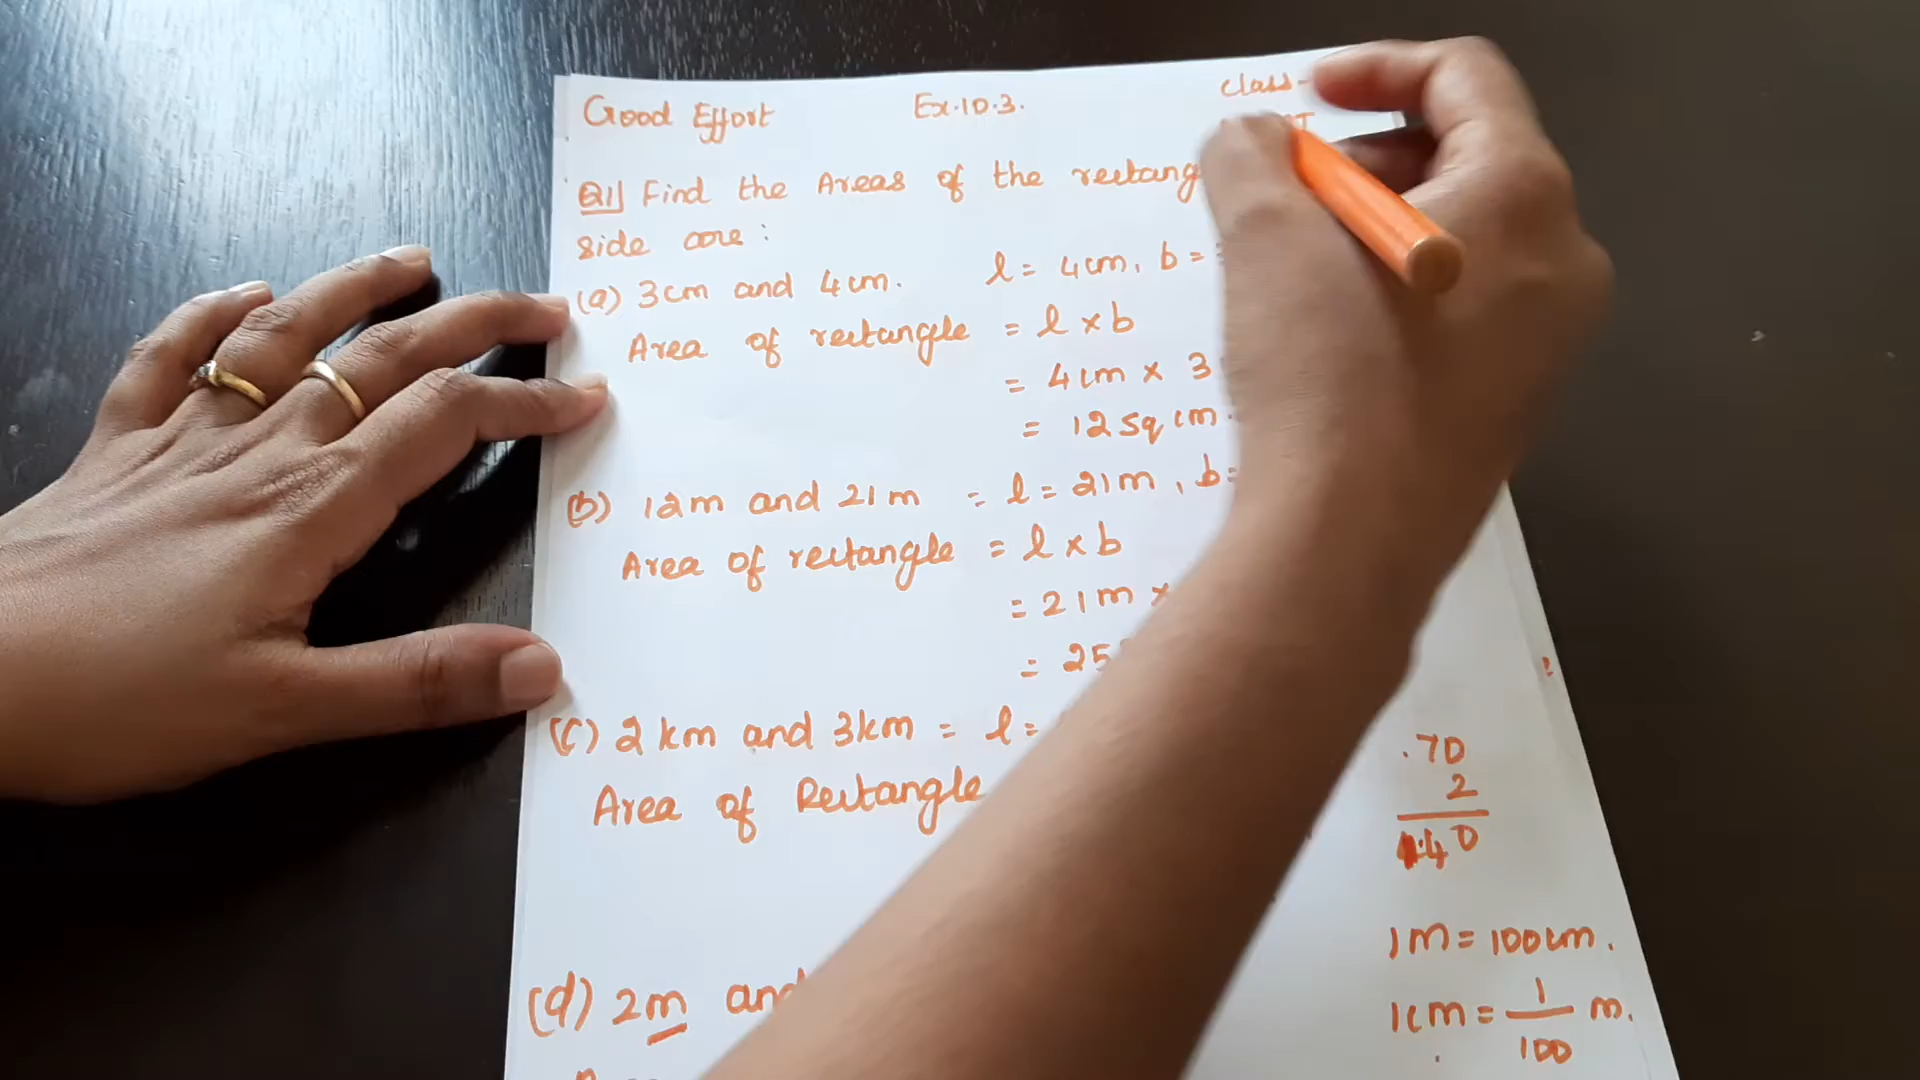 Good Effort Ex.10.3. Class-
Q1] Find the Areas of the rectang
side are:
(a) 3cm and 4cm. l = 4cm, b =
Area of rectangle = l x b
= 4cm x 3
= 12 sq cm.
(b) 12m and 21m = l = 21m, b=
Area of rectangle = l x b
= 21m x
= 25
(c) 2km and 3km = l =
Area of Rectangle
.70
2
1.40
(d) 2m and
1m = 100cm.
1cm = 1/100 m.